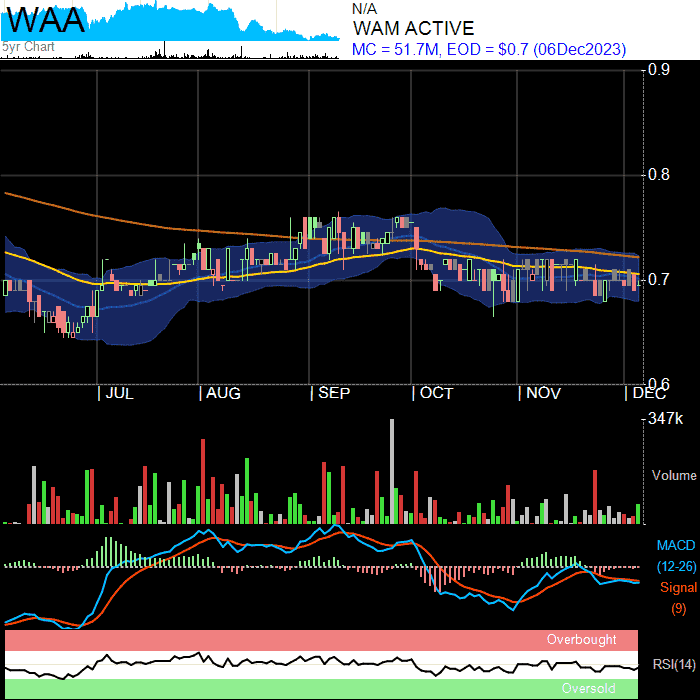 WAA
5yr Chart
N/A
WAM ACTIVE
MC = 51.7M, EOD = $0.7 (06Dec2023)
0.9
0.8
0.7
0.6
JUL
AUG
SEP
OCT
NOV
DEC
347k
Volume
MACD
(12-26)
Signal
(9)
Overbought
RSI(14)
Oversold